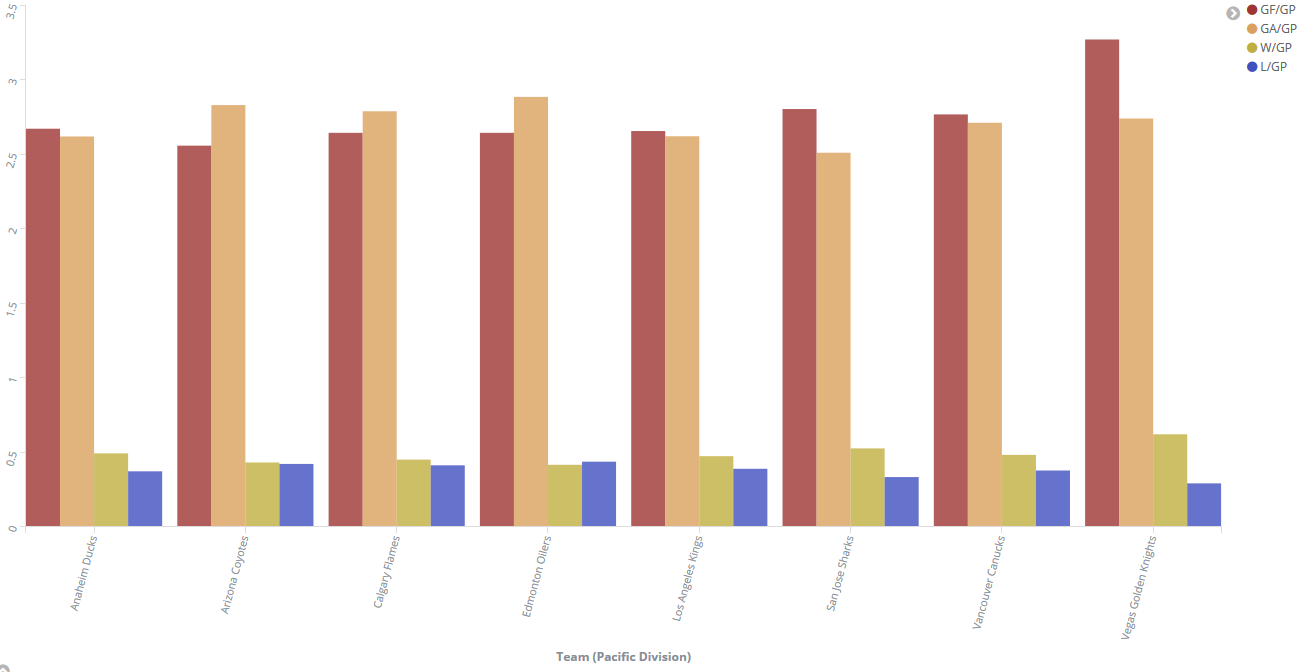 3.5
3
2.5
2
1.5
1
0.5
0
GF/GP
GA/GP
W/GP
L/GP
Anaheim Ducks
Arizona Coyotes
Calgary Flames
Edmonton Oilers
Los Angeles Kings
San Jose Sharks
Vancouver Canucks
Vegas Golden Knights
Team (Pacific Division)